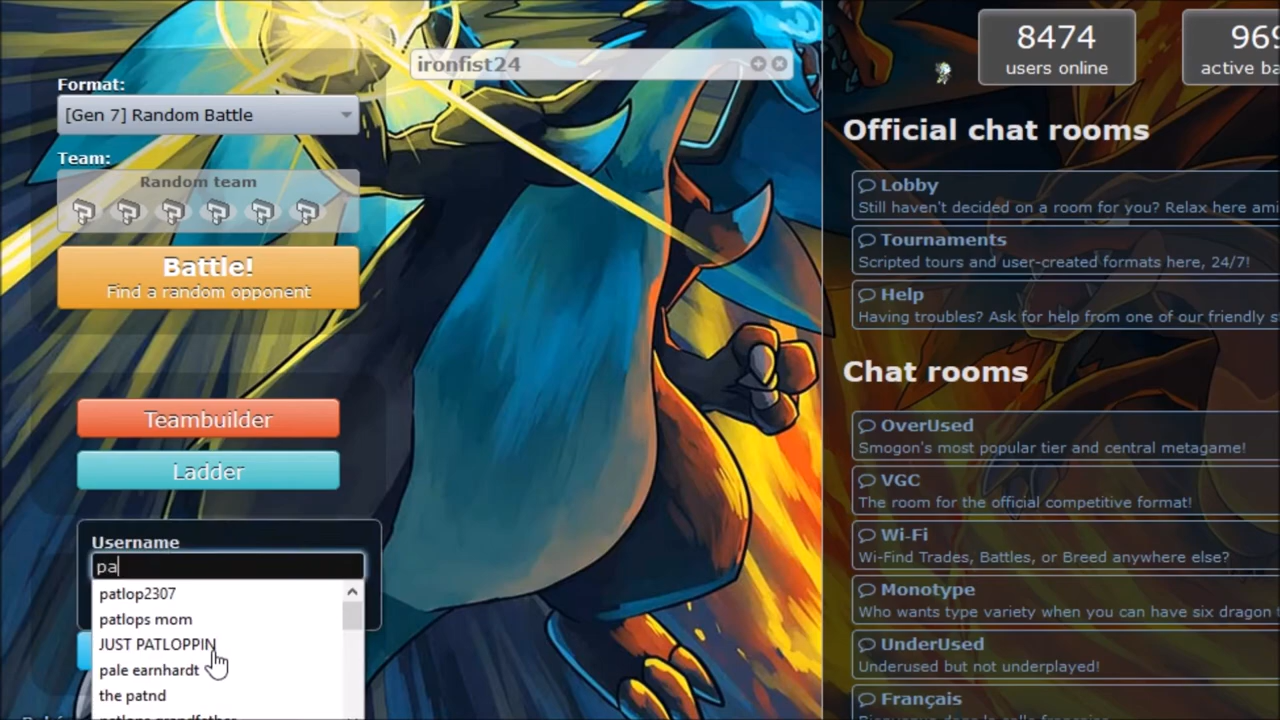 Format:
[Gen 7] Random Battle
Team:
Random team
Battle!
Find a random opponent
Teambuilder
Ladder
Username
pa
patlop2307
patlops mom
JUST PATLOPPIN
pale earnhardt
the patnd
ironfist24
8474
users online
active
Official chat rooms
Lobby
Still haven't decided on a room for you? Relax here
Tournaments
Scripted tours and user-created formats here, 24/7!
Help
Having troubles? Ask for help from one of our friendly
Chat rooms
OverUsed
Smogon's most popular tier and central metagame!
VGC
The room for the official competitive format!
Wi-Fi
Wi-Find Trades, Battles, or Breed anywhere else?
Monotype
Who wants type variety when you can have six dragon
UnderUsed
Underused but not underplayed!
Français